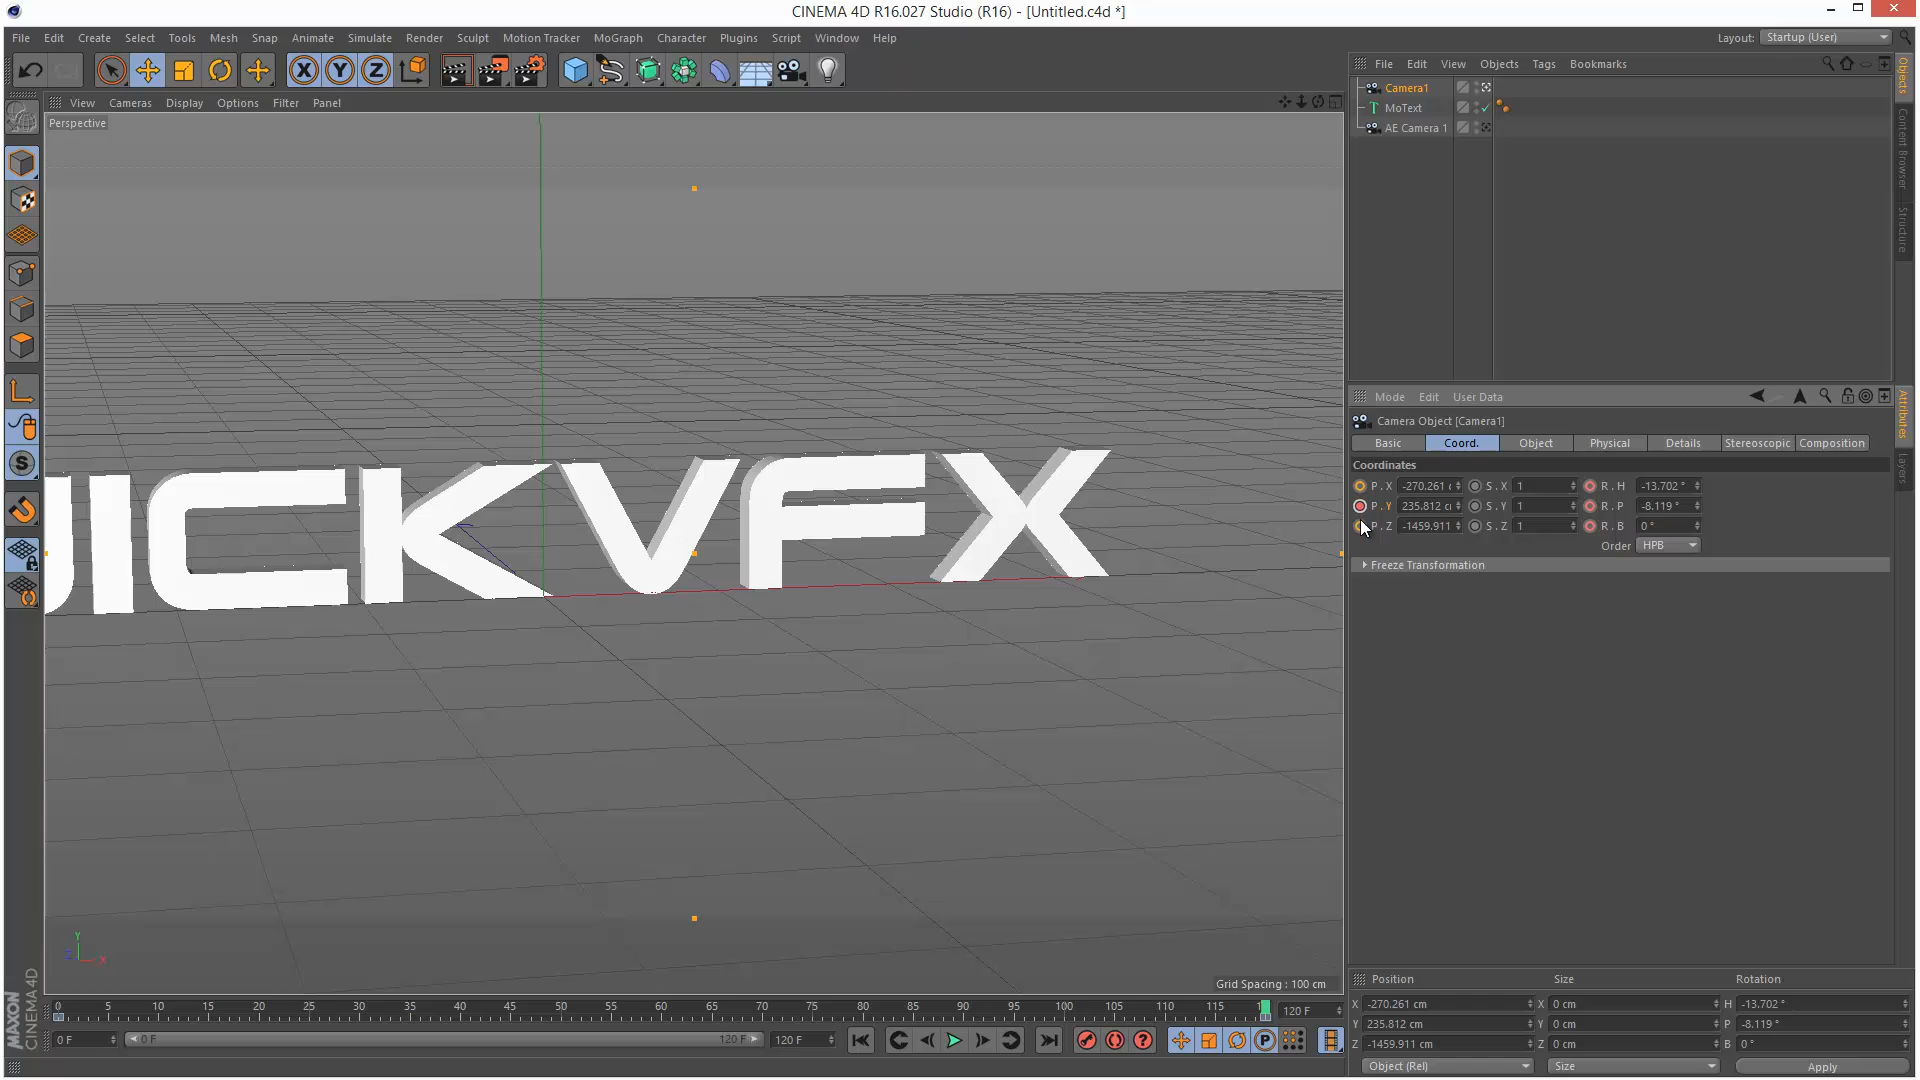 CINEMA 4D R16.027 Studio (R16) - [Untitled.c4d *]
File Edit Create Select Tools Mesh Snap Animate Simulate Render Sculpt Motion Tracker MoGraph Character Plugins Script Window Help
Layout: Startup (User)
X Y Z
File Edit View Objects Tags Bookmarks
View Cameras Display Options Filter Panel
Perspective
Camera1
MoText
AE Camera 1
Objects
Content Browser
Structure
UICKVFX
Mode Edit User Data
Camera Object [Camera1]
Basic Coord. Object Physical Details Stereoscopic Composition
Coordinates
P . X -270.261 S . X 1 R . H -13.702 °
P . Y 235.812 S . Y 1 R . P -8.119 °
P . Z -1459.911 S . Z 1 R . B 0 °
Order HPB
Freeze Transformation
Attributes
Layers
Y
Z
X
Grid Spacing : 100 cm
MAXON
CINEMA 4D
0 5 10 15 20 25 30 35 40 45 50 55 60 65 70 75 80 85 90 95 100 105 110 115 120 F
0 F 0 F 120 F 120 F
P
Position Size Rotation
X -270.261 cm X 0 cm H -13.702 °
Y 235.812 cm Y 0 cm P -8.119 °
Z -1459.911 cm Z 0 cm B 0 °
Object (Rel) Size Apply